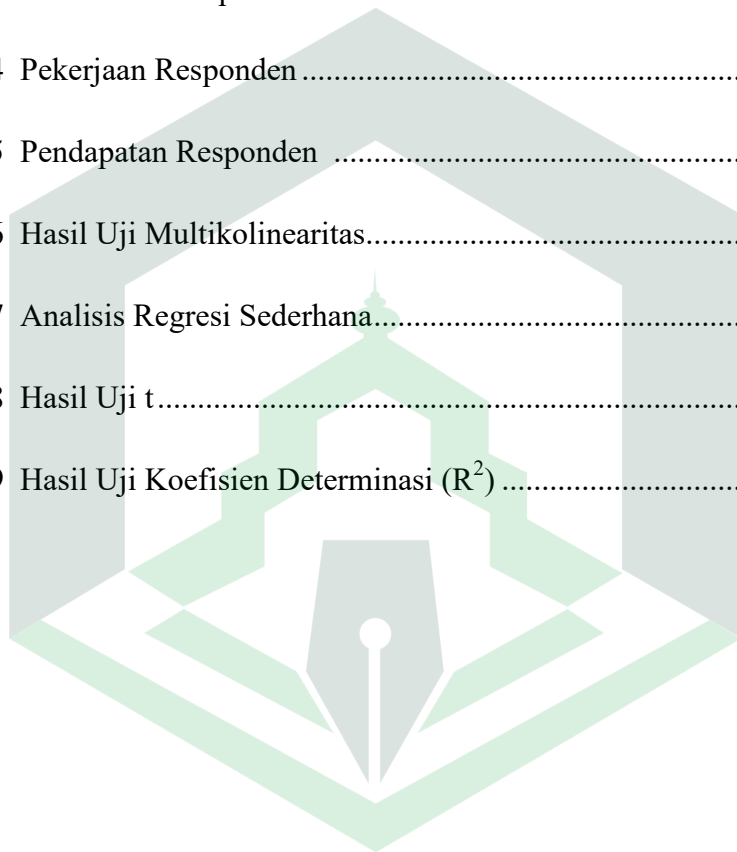 4 Pekerjaan Responden ........................................................
5 Pendapatan Responden ....................................................
6 Hasil Uji Multikolinearitas................................................
7 Analisis Regresi Sederhana...............................................
8 Hasil Uji t..........................................................................
9 Hasil Uji Koefisien Determinasi (R²) ...............................